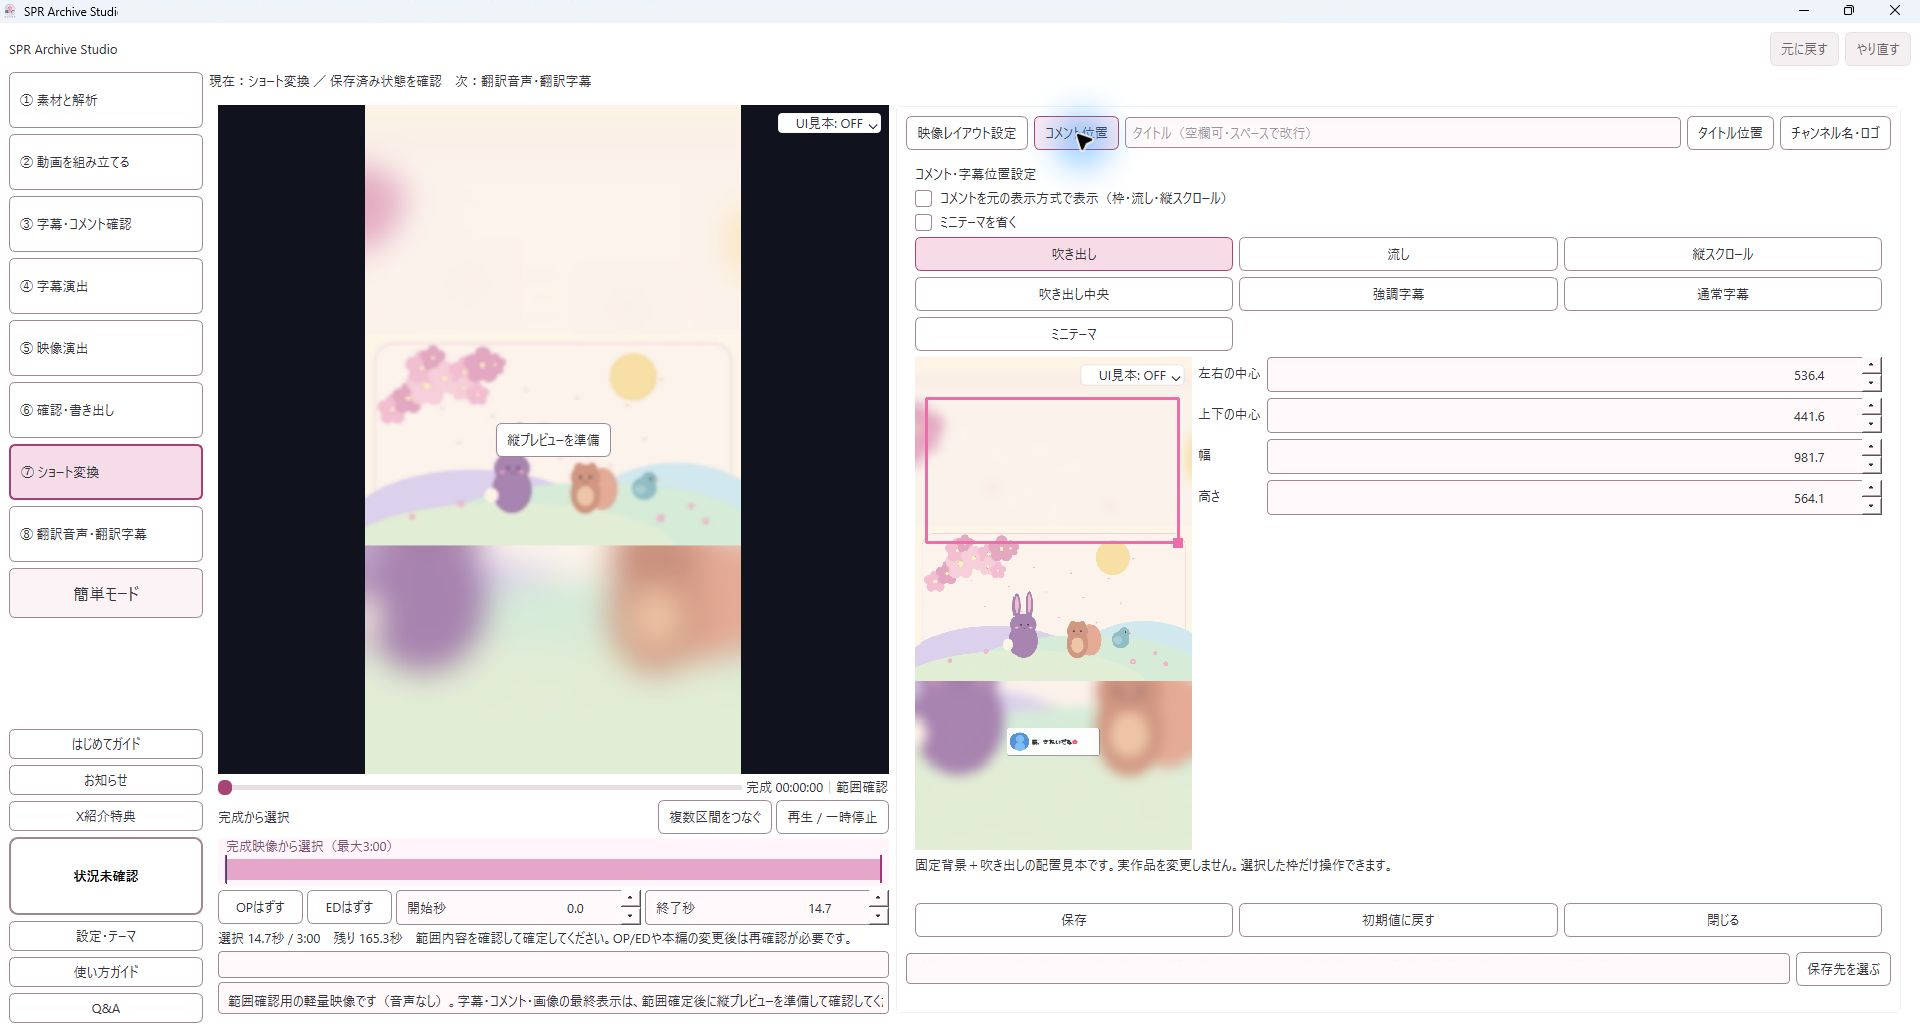 SPR Archive Studi
SPR Archive Studio
元に戻す
やり直す
① 素材と解析
② 動画を組み立てる
③ 字幕・コメント確認
④ 字幕演出
⑤ 映像演出
⑥ 確認・書き出し
⑦ ショート変換
⑧ 翻訳音声・翻訳字幕
簡単モード
はじめてガイド
お知らせ
X紹介特典
状況未確認
設定・テーマ
使い方ガイド
Q&A
現在：ショート変換 ／ 保存済み状態を確認　次：翻訳音声・翻訳字幕
UI見本: OFF
縦プレビューを準備
完成 00:00:00
範囲確認
完成から選択
複数区間をつなぐ
再生 / 一時停止
完成映像から選択（最大3:00）
OPはずす
EDはずす
開始秒
0.0
終了秒
14.7
選択 14.7秒 / 3:00　残り 165.3秒　範囲内容を確認して確定してください。OP/EDや本編の変更後は再確認が必要です。
範囲確認用の軽量映像です（音声なし）。字幕・コメント・画像の最終表示は、範囲確定後に縦プレビューを準備して確認してく
映像レイアウト設定
コメント位置
タイトル（空欄可・スペースで改行）
タイトル位置
チャンネル名・ロゴ
コメント・字幕位置設定
コメントを元の表示方式で表示（枠・流し・縦スクロール）
ミニテーマを省く
吹き出し
流し
縦スクロール
吹き出し中央
強調字幕
通常字幕
ミニテーマ
UI見本: OFF
左右の中心
536.4
上下の中心
441.6
幅
981.7
高さ
564.1
固定背景＋吹き出しの配置見本です。実作品を変更しません。選択した枠だけ操作できます。
保存
初期値に戻す
閉じる
保存先を選ぶ